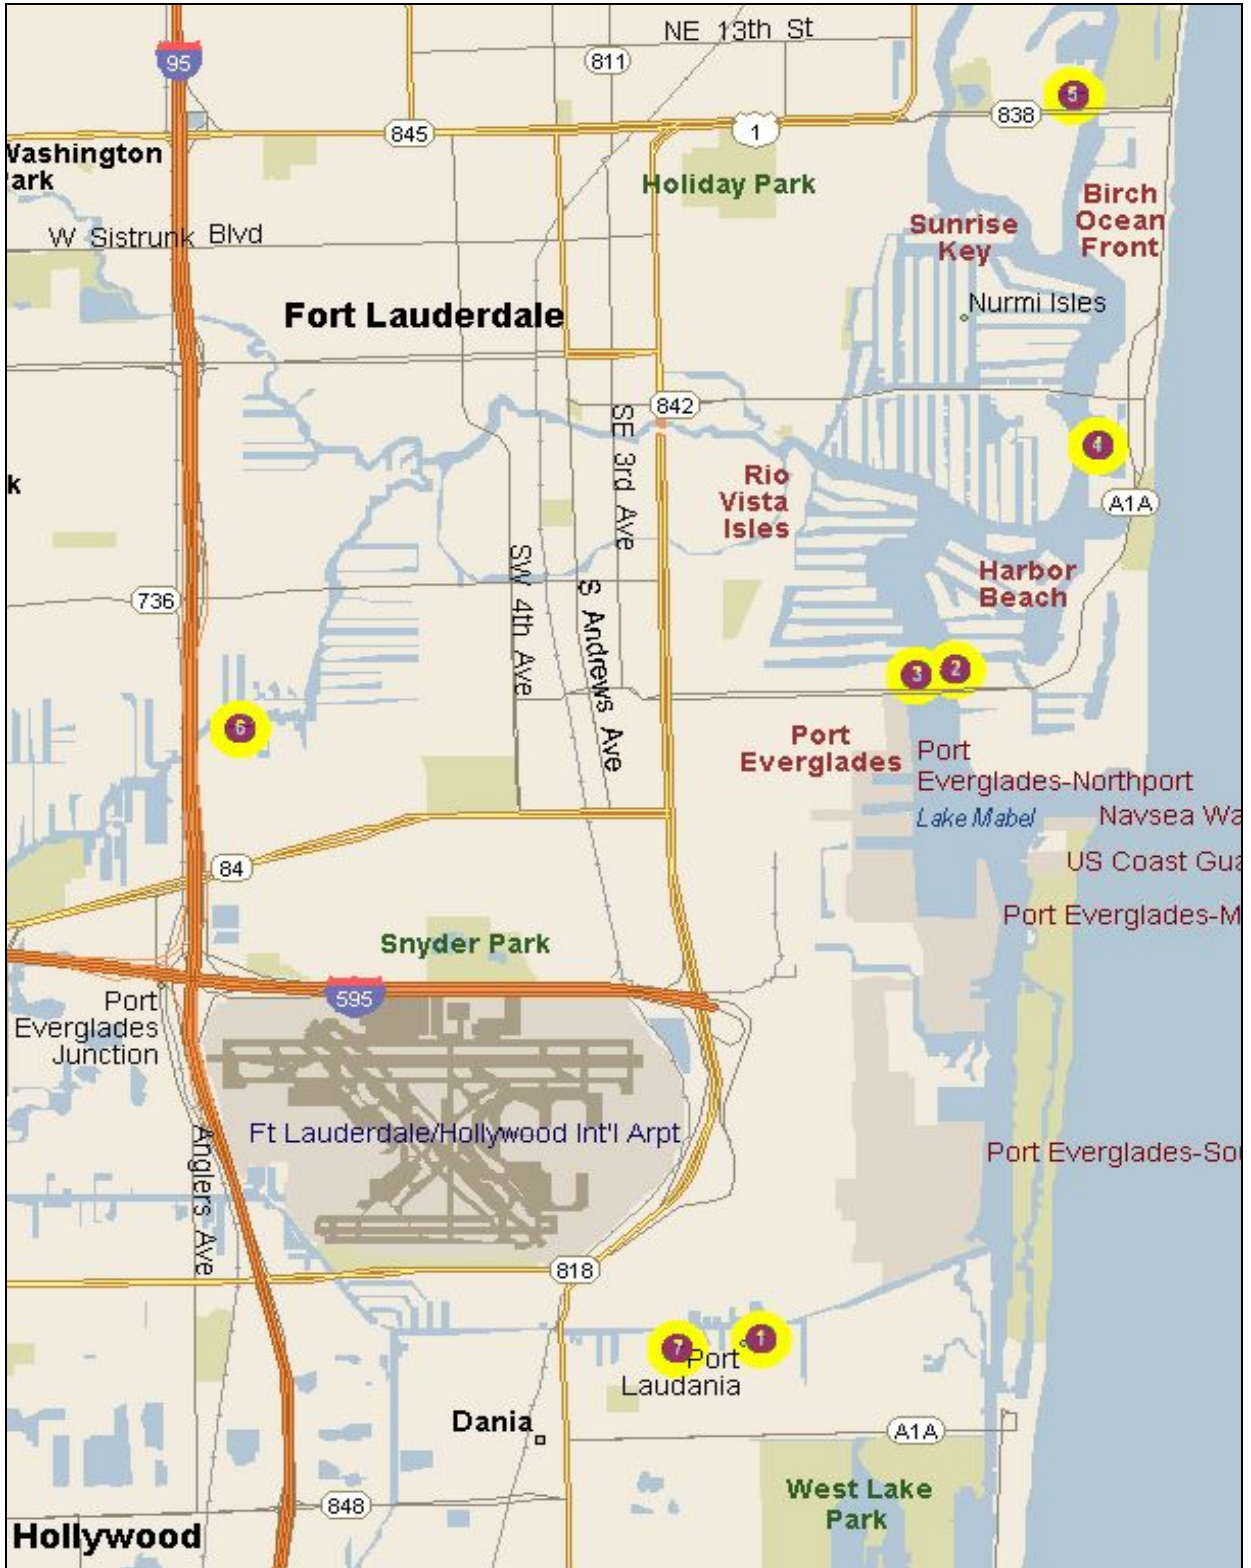 NE 13th St
95
811
5
838
845
1
Washington
Park
Holiday Park
Birch
Ocean
Front
Sunrise
Key
W Sistrunk Blvd
Nurmi Isles
Fort Lauderdale
842
SE 3rd Ave
4
k
Rio
Vista
Isles
A1A
SW 4th Ave
S Andrews Ave
Harbor
Beach
736
3
2
6
Port
Everglades
Port
Everglades-Northport
Lake Mabel
Navsea Wa
US Coast Gua
84
Port Everglades-M
Snyder Park
595
Port
Everglades
Junction
Ft Lauderdale/Hollywood Int'l Arpt
Anglers Ave
Port Everglades-Sou
818
7
1
Port
Laudania
Dania
A1A
West Lake
Park
848
Hollywood